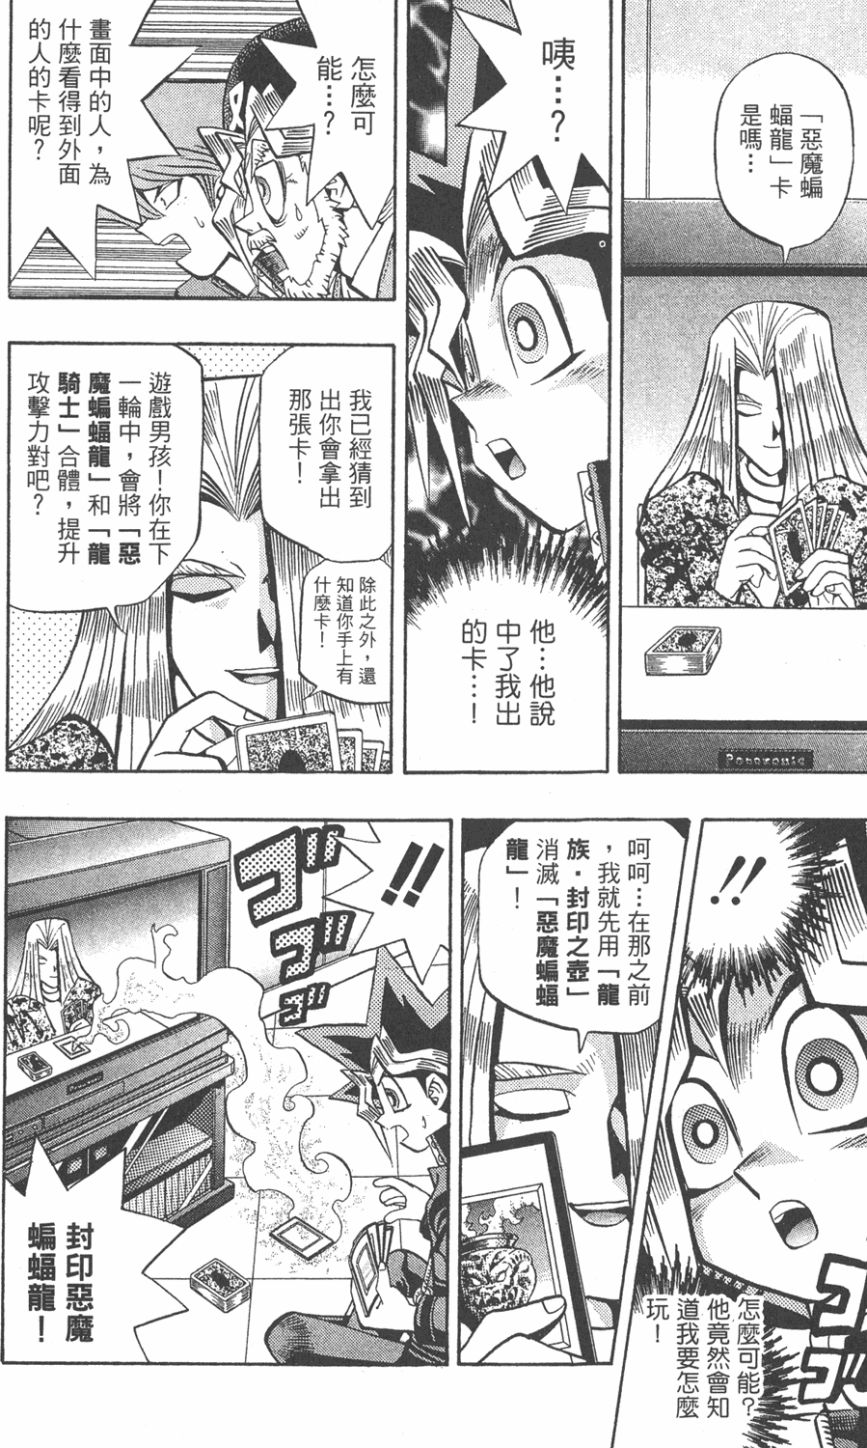 「惡魔蝙
蝠龍」卡
是嗎…
Panaronic
咦…?
他…他說
中了我出
的卡…!
怎麼可
能…?
畫面中的人，為
什麼看得到外面
的人的卡呢?
我已經猜到
出你會拿出
那張卡!
除此之外，還
知道你手上有
什麼卡!
遊戲男孩!你在下
一輪中，會將「惡
魔蝙蝠龍」和「龍
騎士」合體，提升
攻擊力對吧?
!!
怎麼可能?
他竟然會知
道我要怎麼
玩!
ゴゴ
呵呵…在那之前
，我就先用「龍
族·封印之壺」
消滅「惡魔蝙蝠
龍」!
!!
ゴゴゴ
封印惡魔
蝙蝠龍!